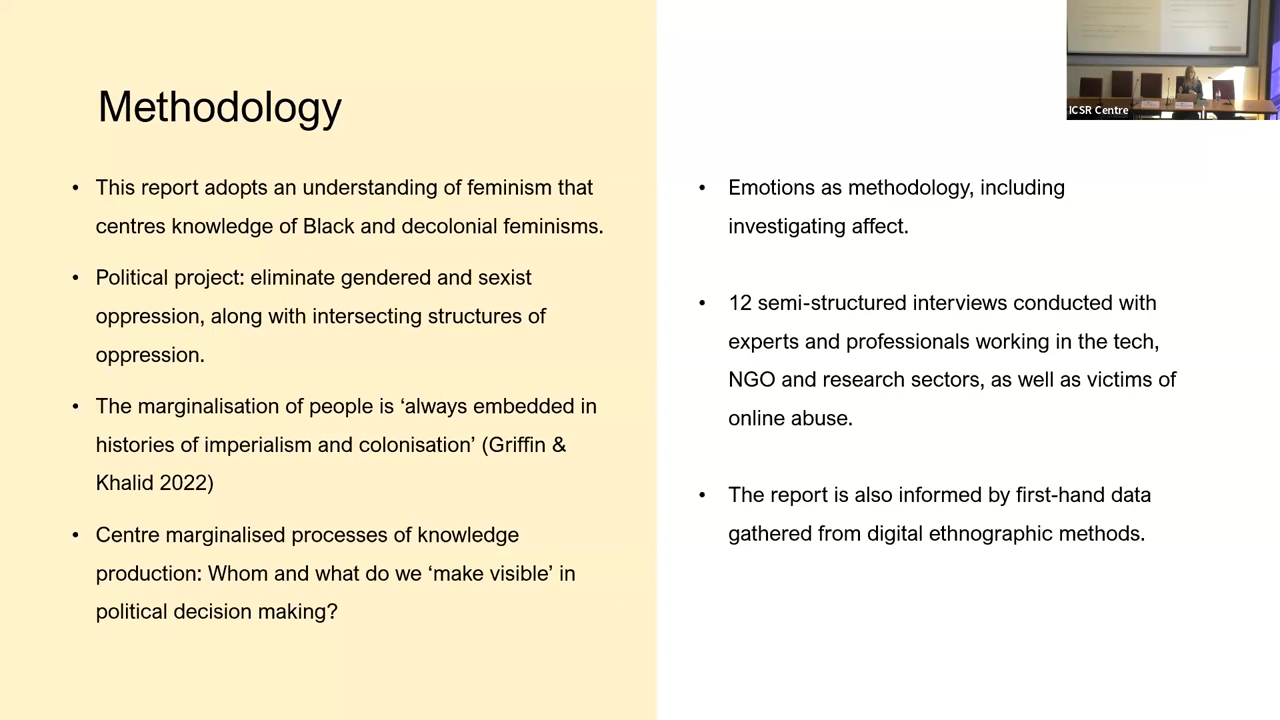 Methodology
• This report adopts an understanding of feminism that
centres knowledge of Black and decolonial feminisms.
• Political project: eliminate gendered and sexist
oppression, along with intersecting structures of
oppression.
• The marginalisation of people is ‘always embedded in
histories of imperialism and colonisation’ (Griffin &
Khalid 2022)
• Centre marginalised processes of knowledge
production: Whom and what do we ‘make visible’ in
political decision making?
• Emotions as methodology, including
investigating affect.
• 12 semi-structured interviews conducted with
experts and professionals working in the tech,
NGO and research sectors, as well as victims of
online abuse.
• The report is also informed by first-hand data
gathered from digital ethnographic methods.
ICSR Centre